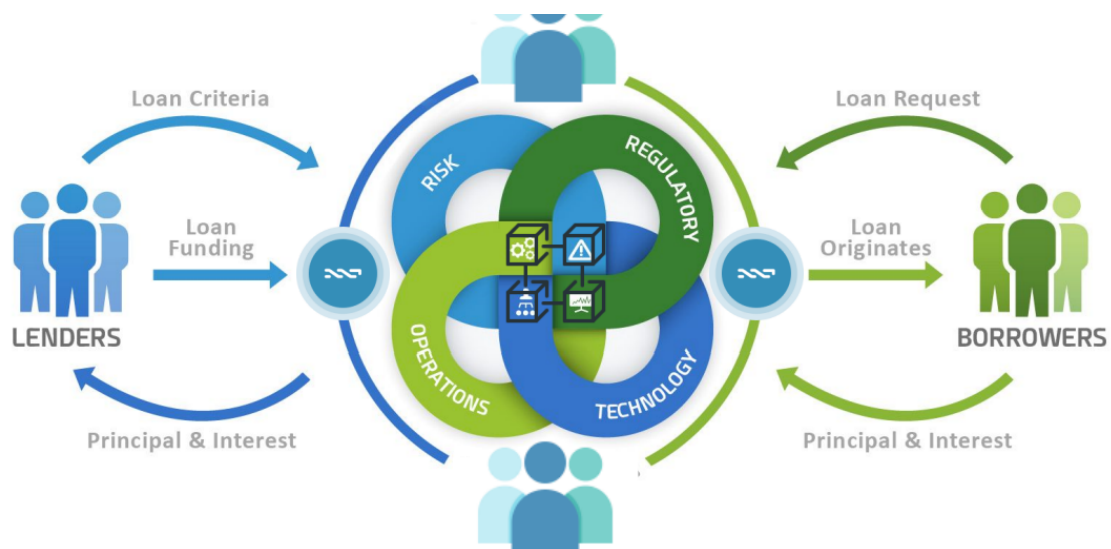 Loan Criteria
Loan Request
RISK
REGULATORY
Loan
Funding
Loan
Originates
LENDERS
BORROWERS
OPERATIONS
TECHNOLOGY
Principal & Interest
Principal & Interest